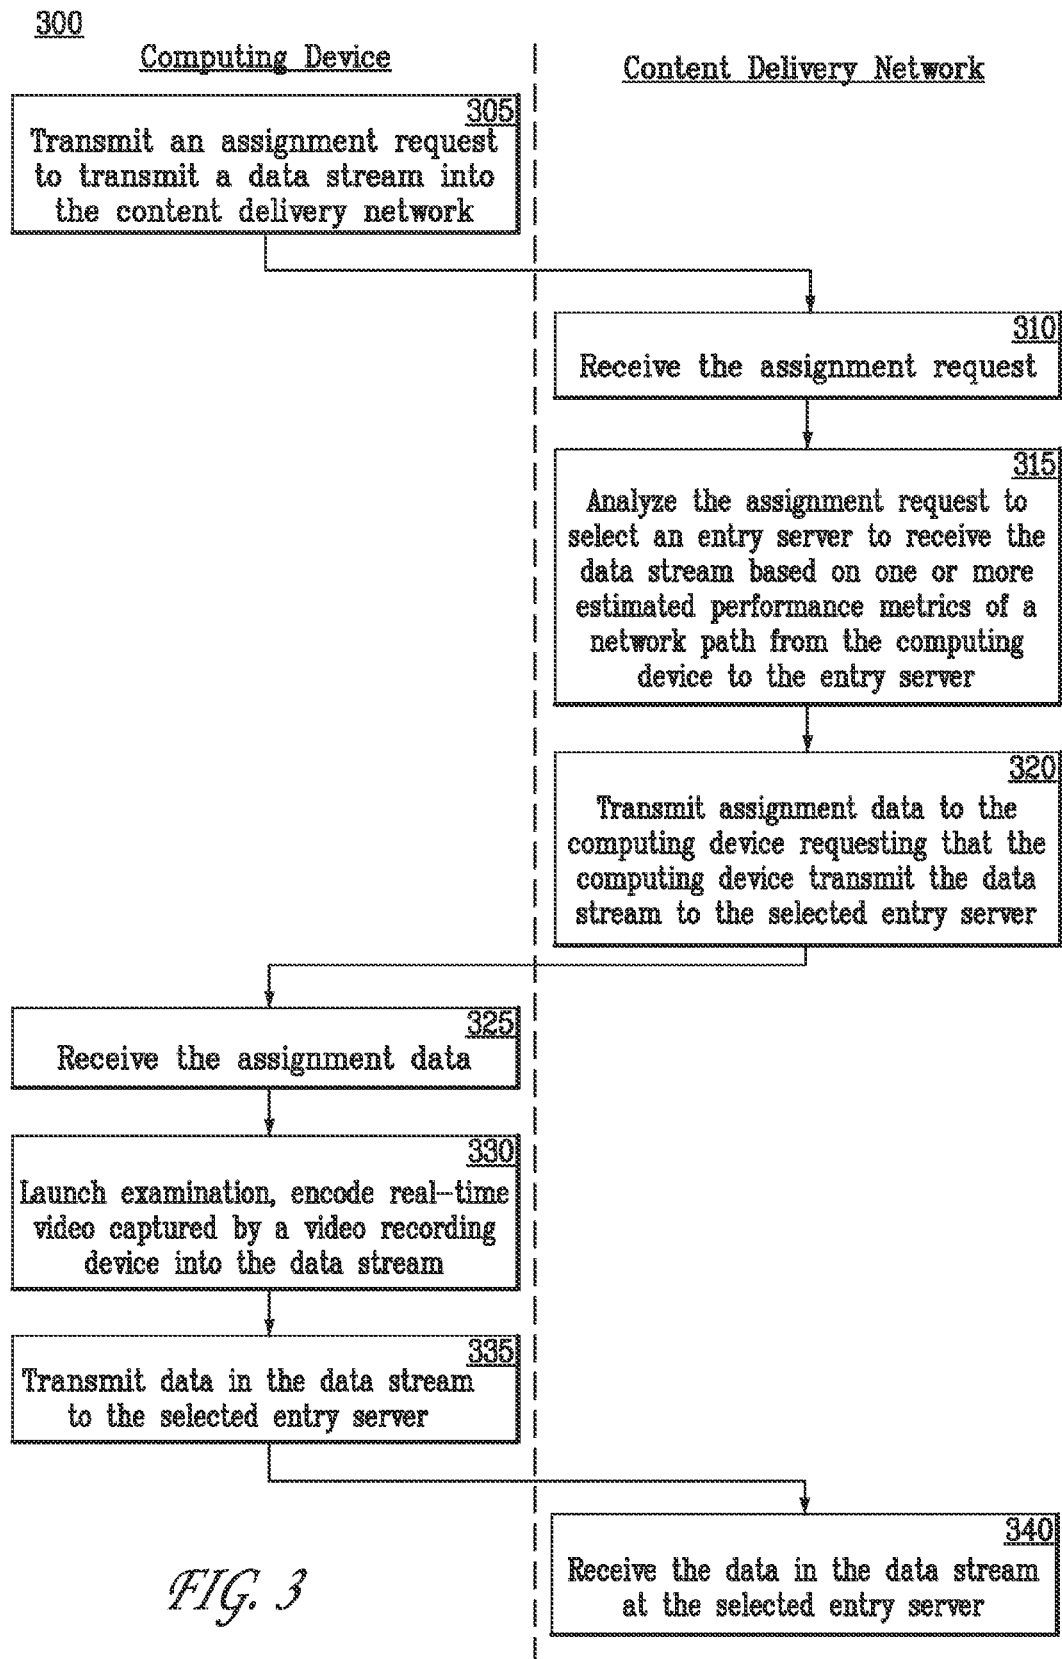 300
Computing Device
Content Delivery Network
305
Transmit an assignment request
to transmit a data stream into
the content delivery network
310
Receive the assignment request
315
Analyze the assignment request to
select an entry server to receive the
data stream based on one or more
estimated performance metrics of a
network path from the computing
device to the entry server
320
Transmit assignment data to the
computing device requesting that the
computing device transmit the data
stream to the selected entry server
325
Receive the assignment data
330
Launch examination, encode real-time
video captured by a video recording
device into the data stream
335
Transmit data in the data stream
to the selected entry server
340
Receive the data in the data stream
at the selected entry server
FIG. 3